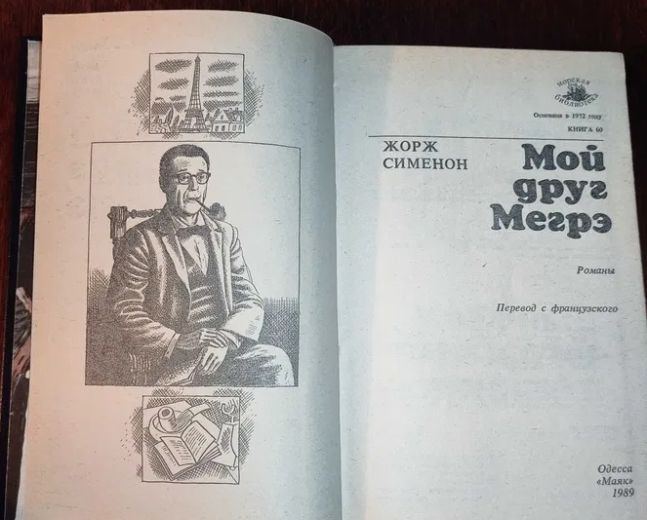 Морская
библиотека
Основана в 1972 году
КНИГА 60
ЖОРЖ
СИМЕНОН
Мой
друг
Мегрэ
Романы
Перевод с французского
Одесса
«Маяк»
1989